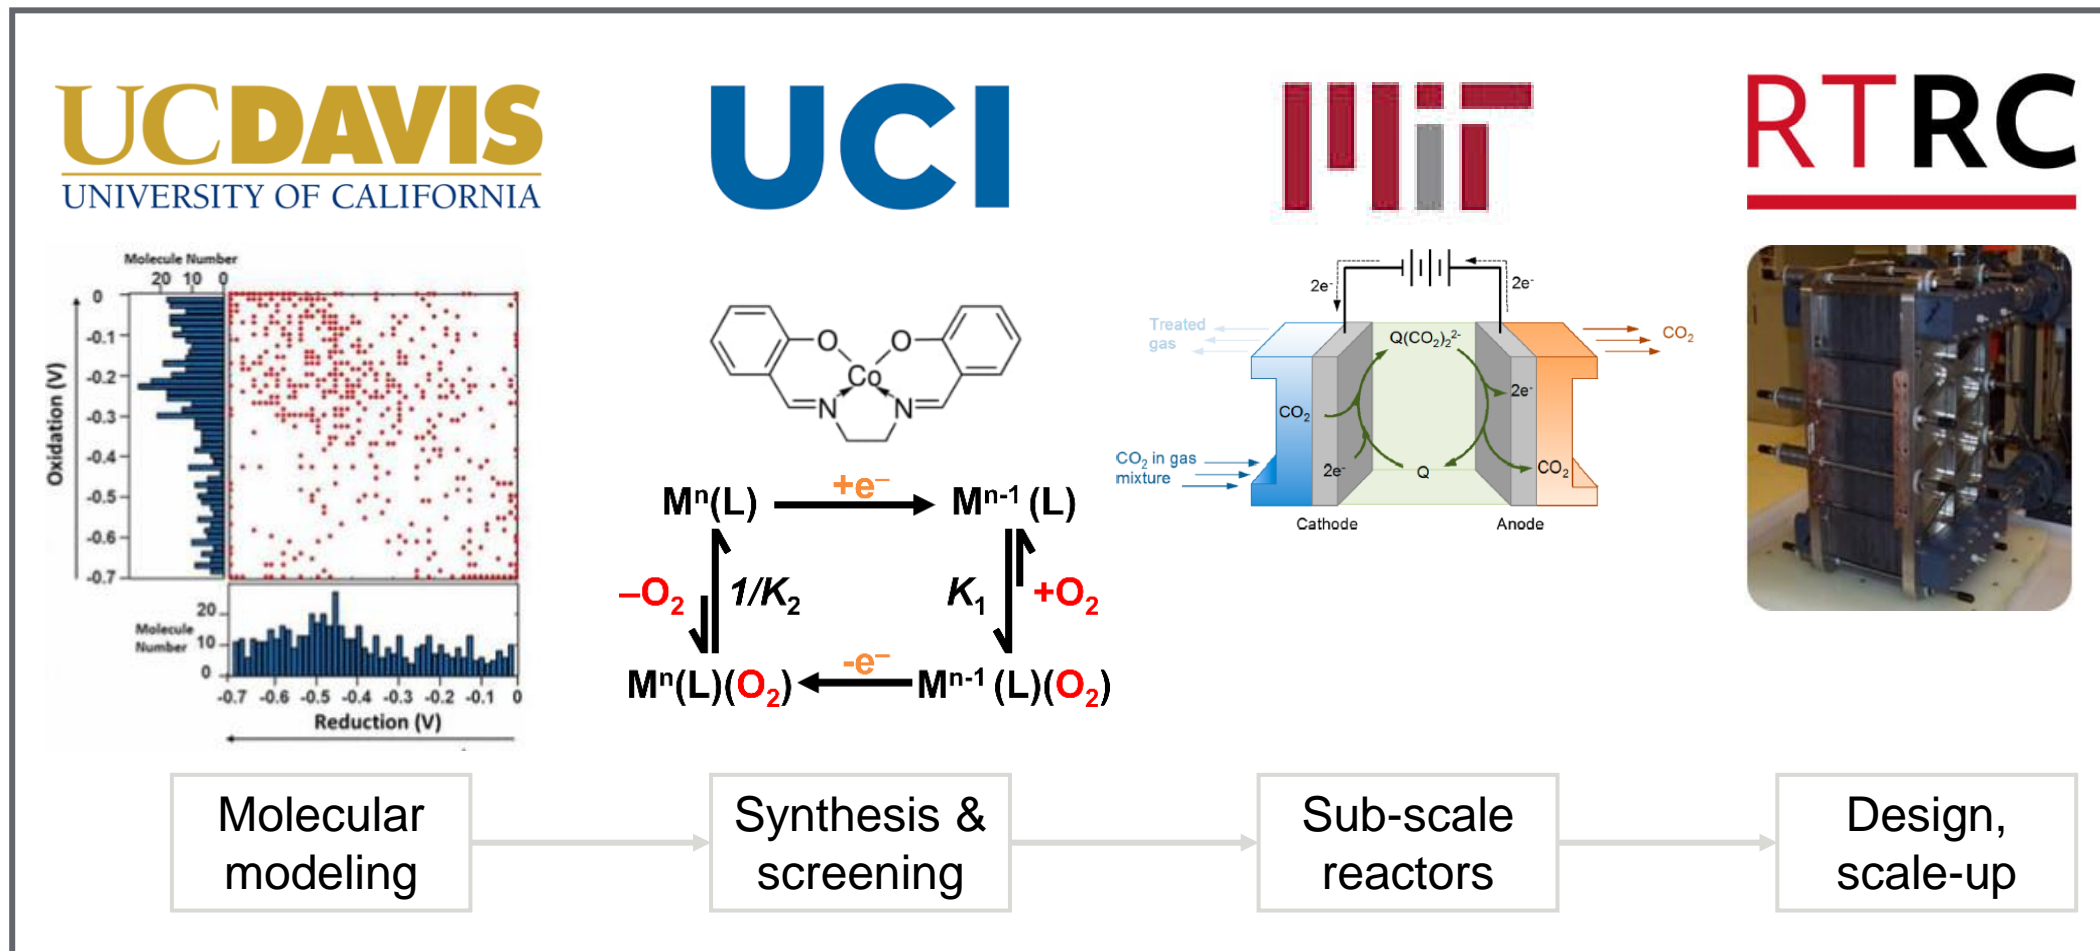 UCDAVIS
UNIVERSITY OF CALIFORNIA
UCI
MIT
RTRC
Molecule Number
20 10 0
0
-0.1
-0.2
-0.3
-0.4
-0.5
-0.6
-0.7
Oxidation (V)
20
10
0
Molecule
Number
-0.7 -0.6 -0.5 -0.4 -0.3 -0.2 -0.1 0
Reduction (V)
O O
Co
N N
Mⁿ(L) +e⁻ Mⁿ⁻¹ (L)
–O₂ 1/K₂ K₁ +O₂
Mⁿ(L)(O₂) -e⁻ Mⁿ⁻¹ (L)(O₂)
2e⁻ 2e⁻
Treated
gas
Q(CO₂)₂²⁻
CO₂
2e⁻
CO₂
CO₂ in gas
mixture
2e⁻ Q CO₂
Cathode Anode
Molecular
modeling
Synthesis &
screening
Sub-scale
reactors
Design,
scale-up